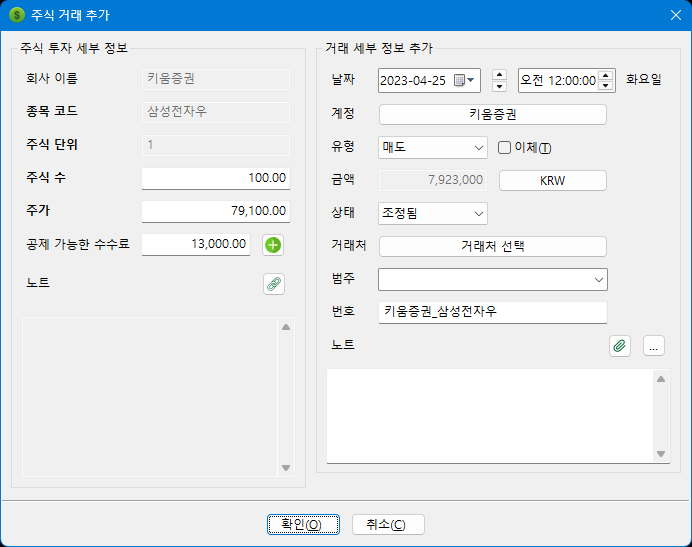 주식 거래 추가
주식 투자 세부 정보
회사 이름 키움증권
종목 코드 삼성전자우
주식 단위 1
주식 수 100.00
주가 79,100.00
공제 가능한 수수료 13,000.00
노트
거래 세부 정보 추가
날짜 2023-04-25 오전 12:00:00 화요일
계정 키움증권
유형 매도 이체(T)
금액 7,923,000 KRW
상태 조정됨
거래처 거래처 선택
범주
번호 키움증권_삼성전자우
노트 ...
확인(O) 취소(C)